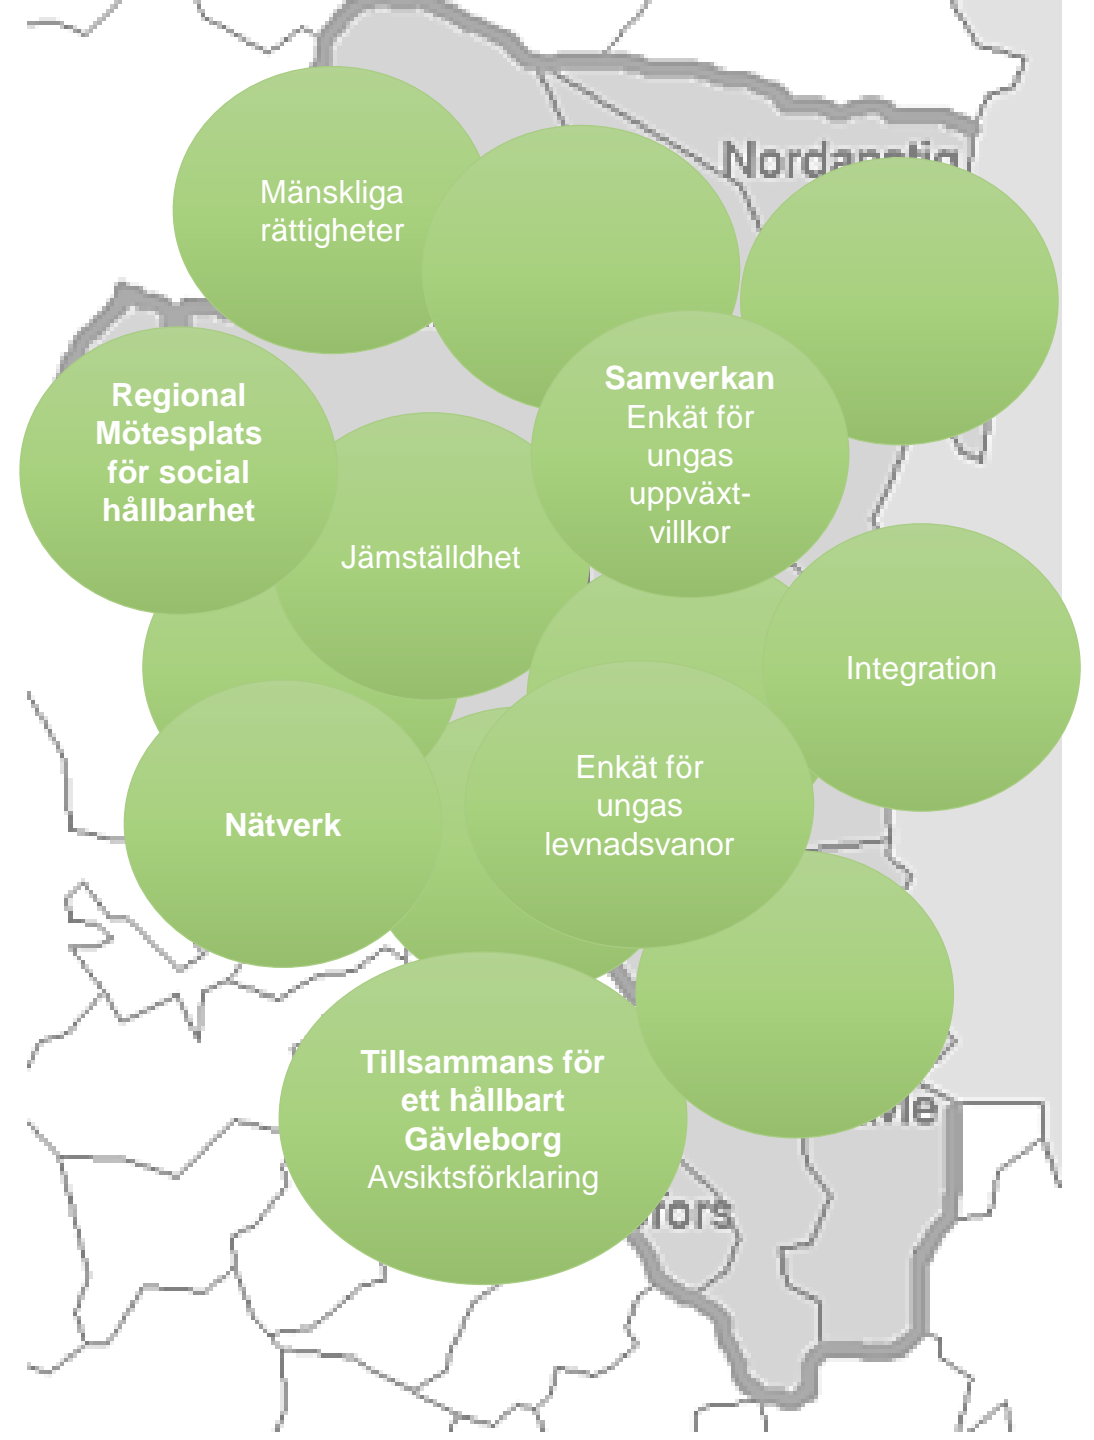 Mänskliga
rättigheter
Nordanstig
Regional
Mötesplats
för social
hållbarhet
Samverkan
Enkät för
ungas
uppväxt-
villkor
Jämställdhet
Integration
Enkät för
ungas
levnadsvanor
Nätverk
Tillsammans för
ett hållbart
Gävleborg
Avsiktsförklaring